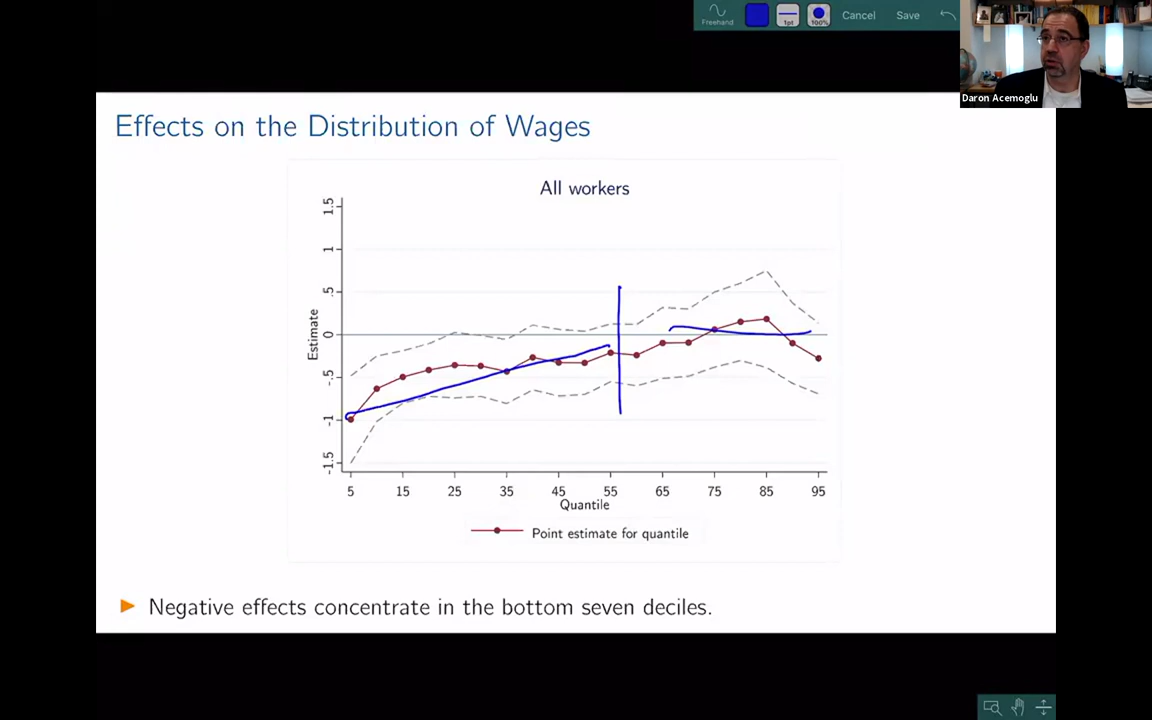 Freehand
1pt
100%
Cancel
Save
Daron Acemoglu
Effects on the Distribution of Wages
All workers
1.5
1
.5
0
-.5
-1
-1.5
Estimate
5 15 25 35 45 55 65 75 85 95
Quantile
Point estimate for quantile
Negative effects concentrate in the bottom seven deciles.